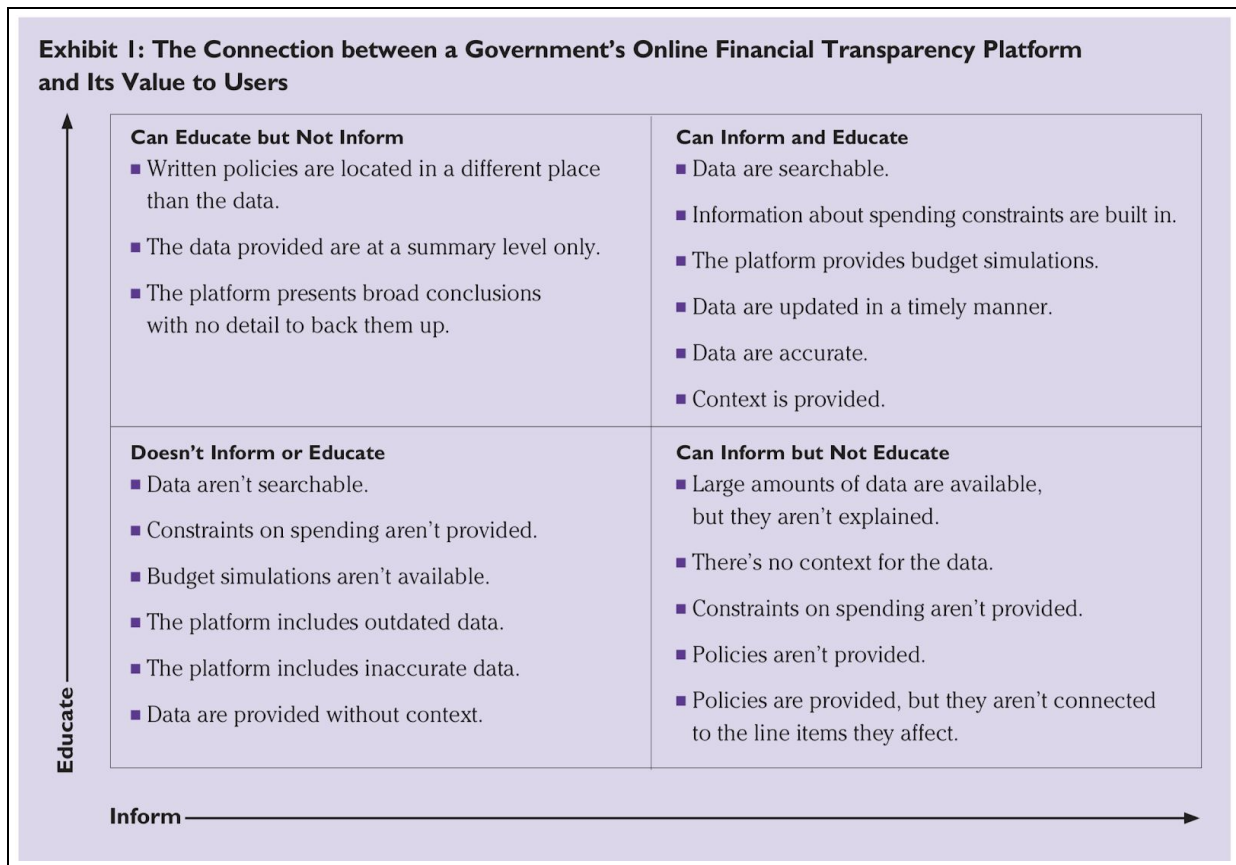 Exhibit 1: The Connection between a Government's Online Financial Transparency Platform
and Its Value to Users
Can Educate but Not Inform
■ Written policies are located in a different place
than the data.
■ The data provided are at a summary level only.
■ The platform presents broad conclusions
with no detail to back them up.
Can Inform and Educate
■ Data are searchable.
■ Information about spending constraints are built in.
■ The platform provides budget simulations.
■ Data are updated in a timely manner.
■ Data are accurate.
■ Context is provided.
Doesn't Inform or Educate
■ Data aren't searchable.
■ Constraints on spending aren't provided.
■ Budget simulations aren't available.
■ The platform includes outdated data.
■ The platform includes inaccurate data.
■ Data are provided without context.
Can Inform but Not Educate
■ Large amounts of data are available,
but they aren't explained.
■ There's no context for the data.
■ Constraints on spending aren't provided.
■ Policies aren't provided.
■ Policies are provided, but they aren't connected
to the line items they affect.
Educate
Inform